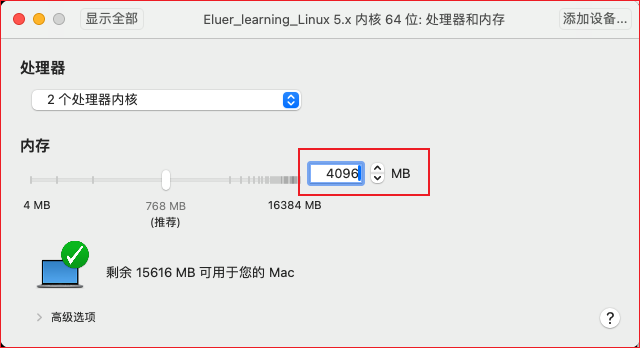 显示全部
Eluer_learning_Linux 5.x 内核 64 位: 处理器和内存
添加设备...
处理器
2 个处理器内核
内存
4096 MB
4 MB
768 MB
16384 MB
(推荐)
剩余 15616 MB 可用于您的 Mac
高级选项
?